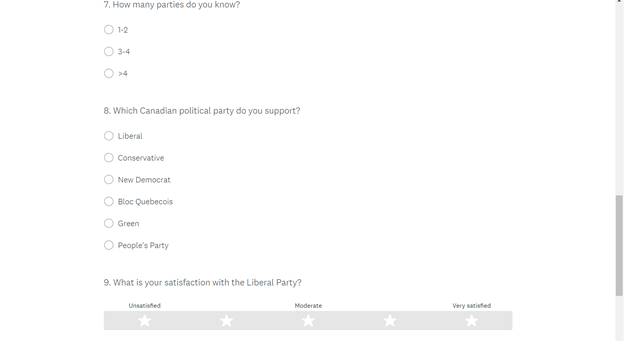 7. How many parties do you know?
1-2
3-4
>4
8. Which Canadian political party do you support?
Liberal
Conservative
New Democrat
Bloc Quebecois
Green
People's Party
9. What is your satisfaction with the Liberal Party?
Unsatisfied Moderate Very satisfied